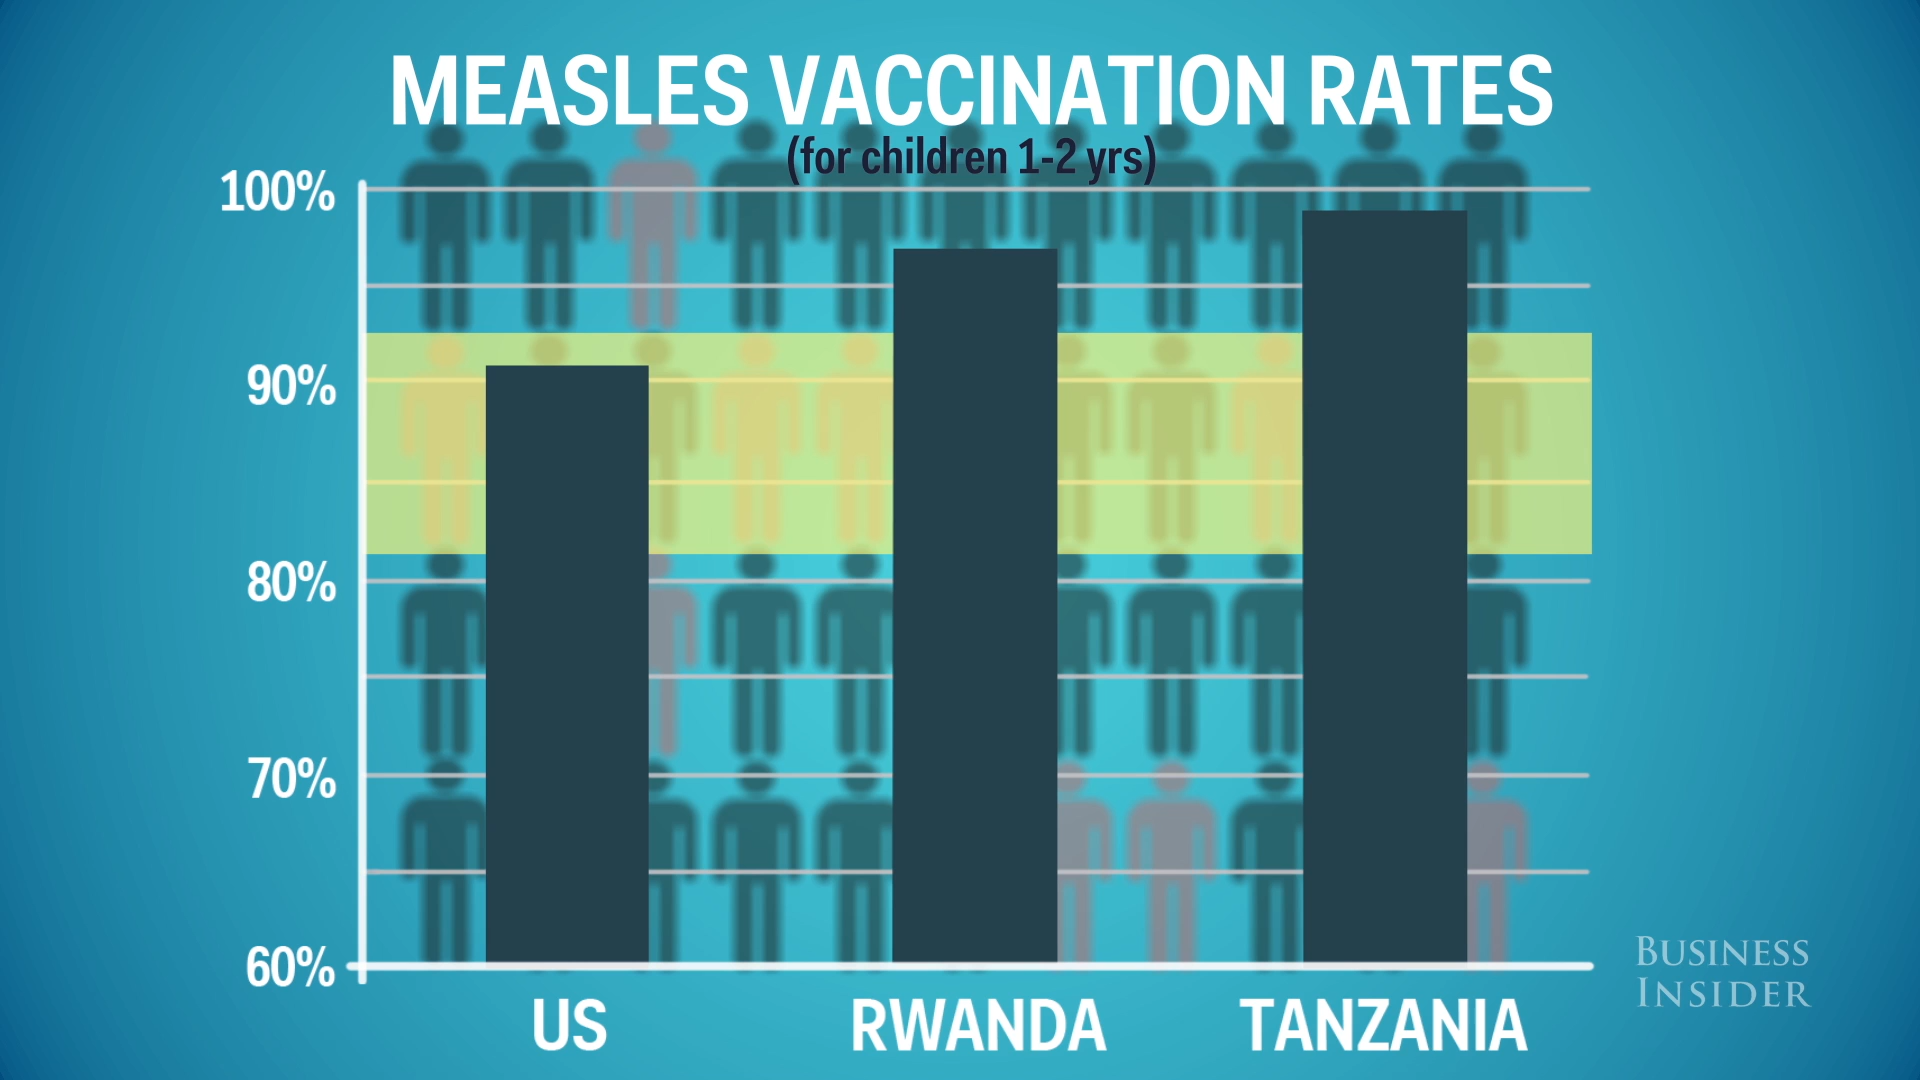 MEASLES VACCINATION RATES
(for children 1-2 yrs)
100%
90%
80%
70%
60%
US
RWANDA
TANZANIA
BUSINESS
INSIDER